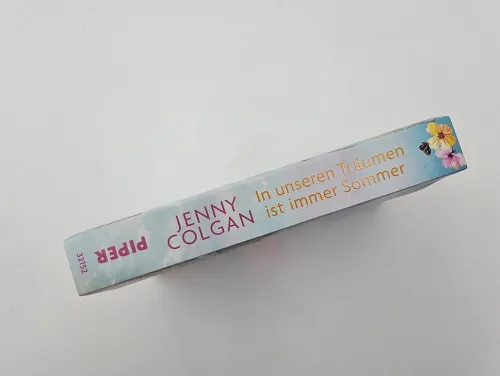 32152
PIPER
JENNY
COLGAN
In unseren Träumen
ist immer Sommer